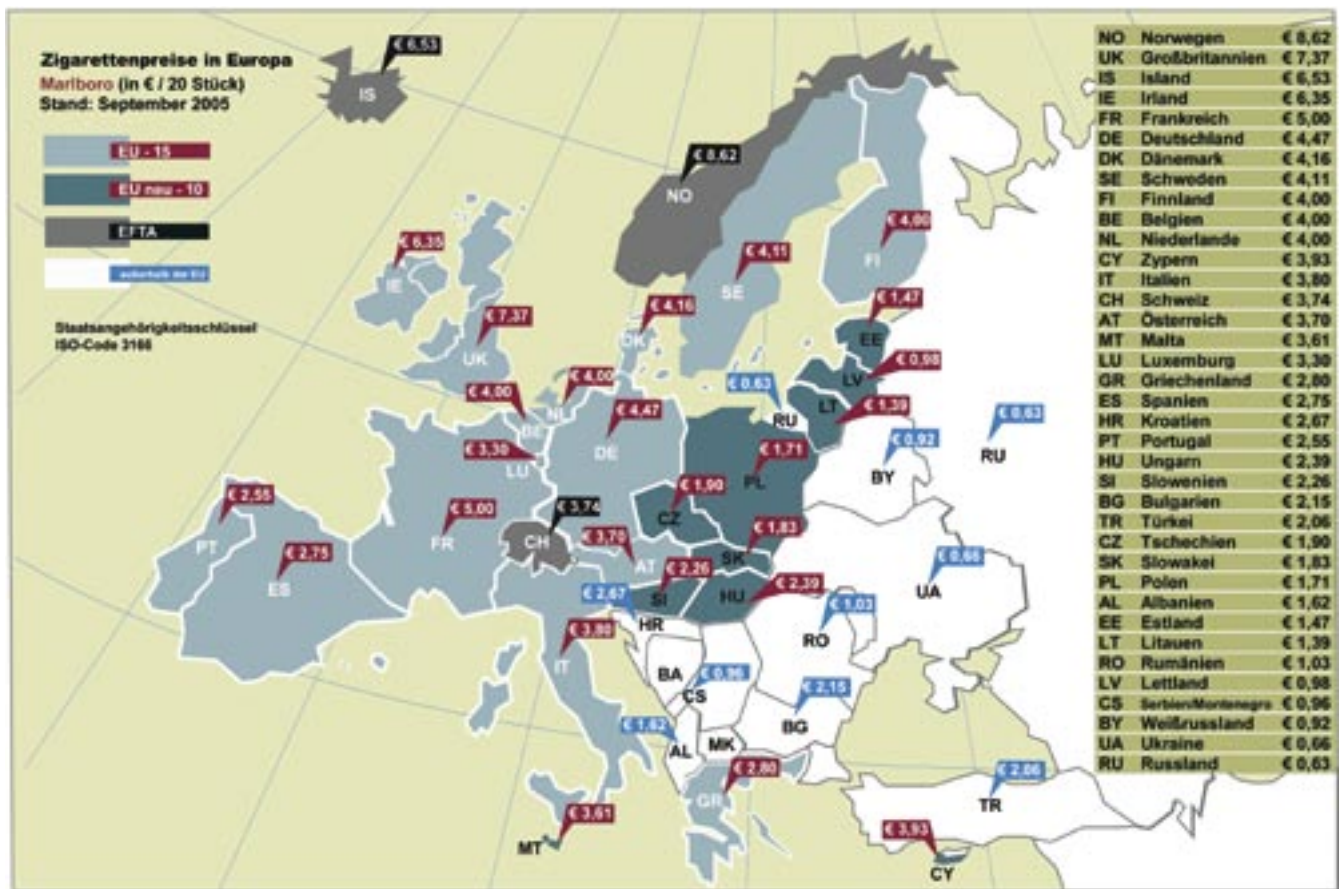 Zigarettenpreise in Europa
Marlboro (in € / 20 Stück)
Stand: September 2005
EU - 15
EU neu - 10
EFTA
außerhalb der EU
Staatsangehörigkeitsschlüssel
ISO-Code 3166
€ 6,53
IS
€ 8,62
NO
€ 6,35
IE
€ 7,37
UK
€ 4,11
SE
€ 4,00
FI
€ 4,16
DK
€ 1,47
EE
€ 0,98
LV
€ 1,39
LT
€ 0,63
RU
€ 0,63
RU
€ 0,92
BY
€ 4,00
BE
€ 4,00
NL
€ 4,47
DE
€ 3,30
LU
€ 1,71
PL
€ 1,90
CZ
€ 1,83
SK
€ 2,55
PT
€ 2,75
ES
€ 5,00
FR
€ 3,74
CH
€ 3,70
AT
€ 2,26
SI
€ 2,39
HU
€ 0,66
UA
€ 2,67
HR
€ 1,03
RO
€ 3,80
IT
BA
€ 0,96
CS
€ 2,15
BG
€ 1,62
AL
MK
€ 2,80
GR
€ 2,06
TR
€ 3,61
MT
€ 3,93
CY
NO Norwegen € 8,62
UK Großbritannien € 7,37
IS Island € 6,53
IE Irland € 6,35
FR Frankreich € 5,00
DE Deutschland € 4,47
DK Dänemark € 4,16
SE Schweden € 4,11
FI Finnland € 4,00
BE Belgien € 4,00
NL Niederlande € 4,00
CY Zypern € 3,93
IT Italien € 3,80
CH Schweiz € 3,74
AT Österreich € 3,70
MT Malta € 3,61
LU Luxemburg € 3,30
GR Griechenland € 2,80
ES Spanien € 2,75
HR Kroatien € 2,67
PT Portugal € 2,55
HU Ungarn € 2,39
SI Slowenien € 2,26
BG Bulgarien € 2,15
TR Türkei € 2,06
CZ Tschechien € 1,90
SK Slowakei € 1,83
PL Polen € 1,71
AL Albanien € 1,62
EE Estland € 1,47
LT Litauen € 1,39
RO Rumänien € 1,03
LV Lettland € 0,98
CS Serbien/Montenegro € 0,96
BY Weißrussland € 0,92
UA Ukraine € 0,66
RU Russland € 0,63